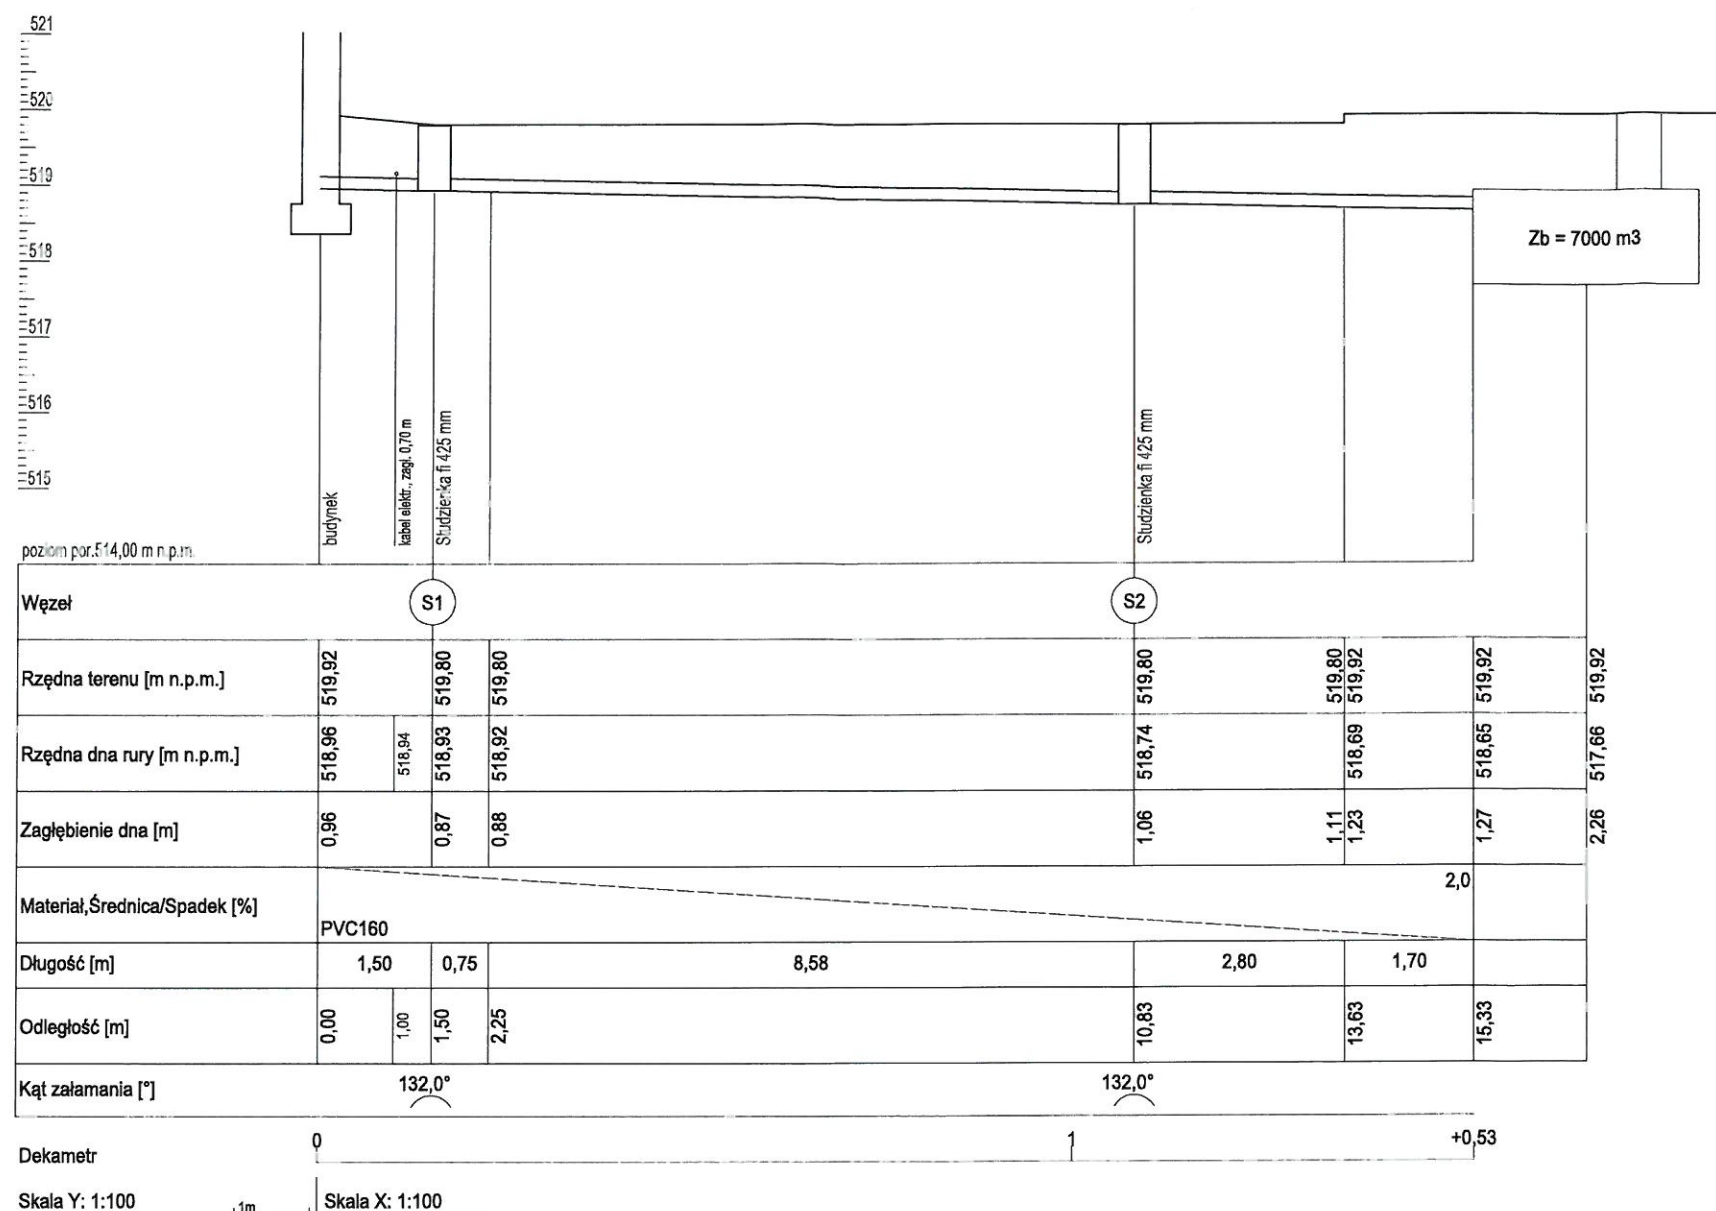 521
520
519
518
517
516
515
Zb = 7000 m3
budynek
kabel elektr., zagł. 0,70 m
Studzienka fi 425 mm
Studzienka fi 425 mm
poziom por.514,00 m n.p.m.
Węzeł
S1
S2
Rzędna terenu [m n.p.m.]
519,92
519,80
519,80
519,80
519,80
519,92
519,92
519,92
Rzędna dna rury [m n.p.m.]
518,96
518,94
518,93
518,92
518,74
518,69
518,65
517,66
Zagłębienie dna [m]
0,96
0,87
0,88
1,06
1,11
1,23
1,27
2,26
Materiał,Średnica/Spadek [%]
2,0
PVC160
Długość [m]
1,50
0,75
8,58
2,80
1,70
Odległość [m]
0,00
1,00
1,50
2,25
10,83
13,63
15,33
Kąt załamania [°]
132,0°
132,0°
Dekametr
0
1
+0,53
Skala Y: 1:100
1m
Skala X: 1:100